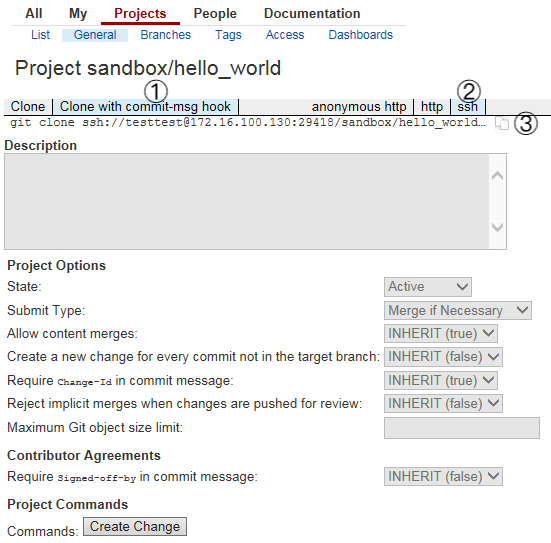 All My Projects People Documentation
List General Branches Tags Access Dashboards
Project sandbox/hello_world
① ②
Clone Clone with commit-msg hook anonymous http http ssh
git clone ssh://testtest@172.16.100.130:29418/sandbox/hello_world… ③
Description
Project Options
State: Active
Submit Type: Merge if Necessary
Allow content merges: INHERIT (true)
Create a new change for every commit not in the target branch: INHERIT (false)
Require Change-Id in commit message: INHERIT (true)
Reject implicit merges when changes are pushed for review: INHERIT (false)
Maximum Git object size limit:
Contributor Agreements
Require Signed-off-by in commit message: INHERIT (false)
Project Commands
Commands: Create Change